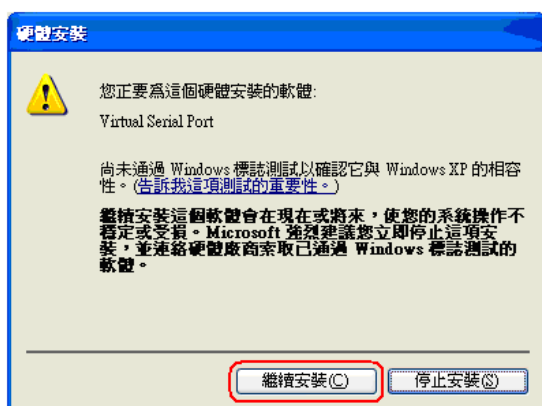 硬體安裝
您正要為這個硬體安裝的軟體:
Virtual Serial Port
尚未通過 Windows 標誌測試以確認它與 Windows XP 的相容
性。(告訴我這項測試的重要性。)
繼續安裝這個軟體會在現在或將來,使您的系統操作不
穩定或受損。Microsoft 強烈建議您立即停止這項安
裝,並連絡硬體廠商索取已通過 Windows 標誌測試的
軟體。
繼續安裝(C)
停止安裝(S)